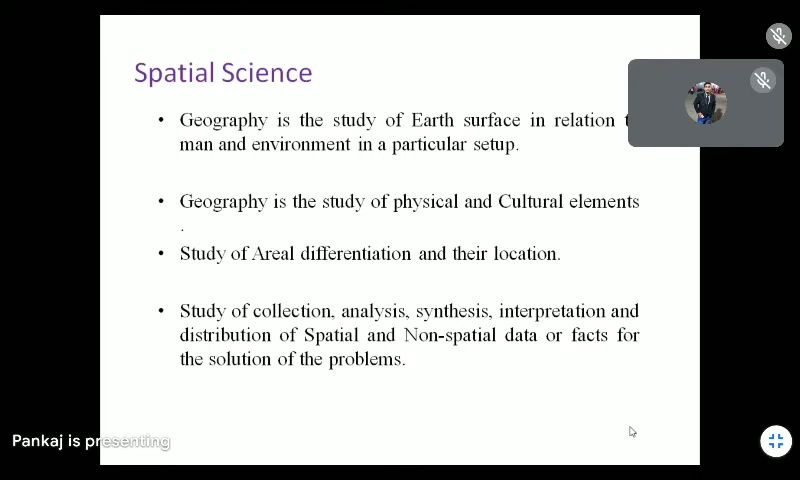 Spatial Science
• Geography is the study of Earth surface in relation
man and environment in a particular setup.
• Geography is the study of physical and Cultural elements
.
• Study of Areal differentiation and their location.
• Study of collection, analysis, synthesis, interpretation and
distribution of Spatial and Non-spatial data or facts for
the solution of the problems.
Pankaj is presenting